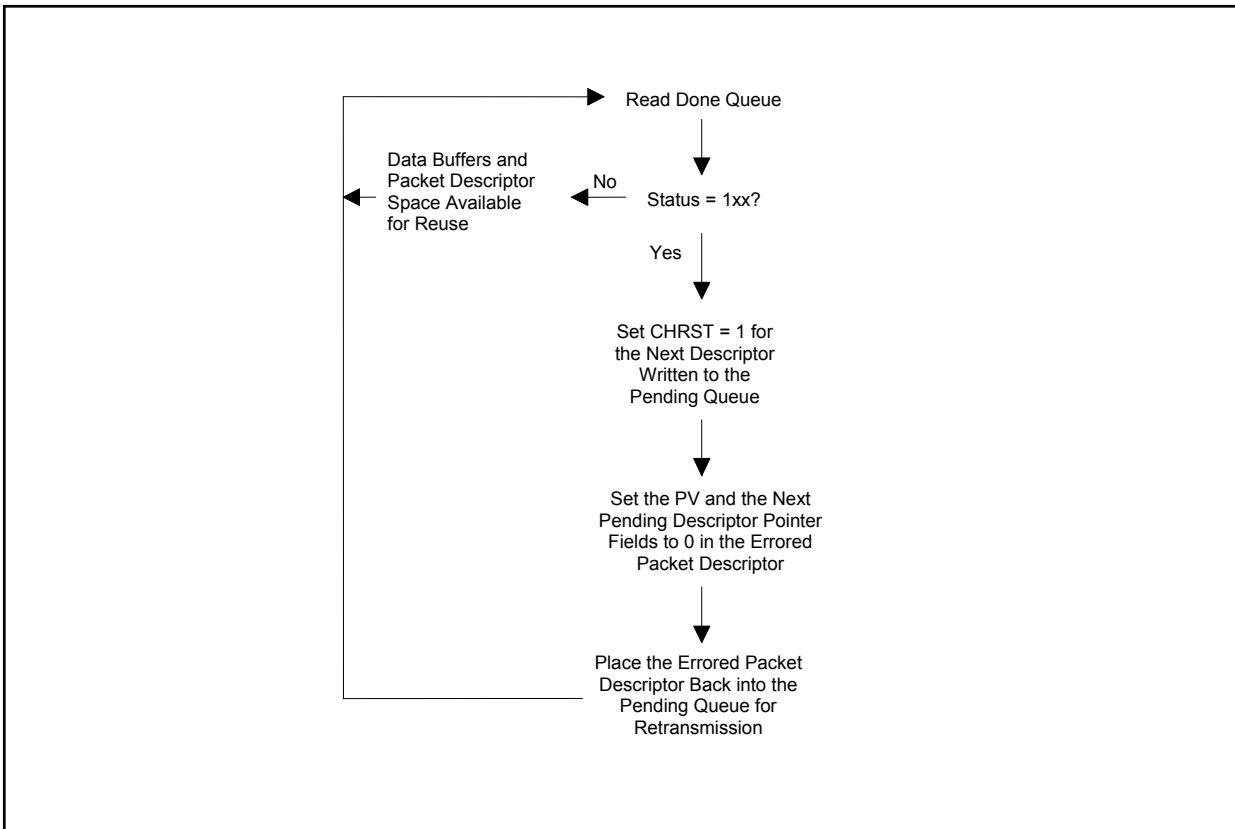 Read Done Queue
Data Buffers and
Packet Descriptor
Space Available
for Reuse
No
Status = 1xx?
Yes
Set CHRST = 1 for
the Next Descriptor
Written to the
Pending Queue
Set the PV and the Next
Pending Descriptor Pointer
Fields to 0 in the Errored
Packet Descriptor
Place the Errored Packet
Descriptor Back into the
Pending Queue for
Retransmission